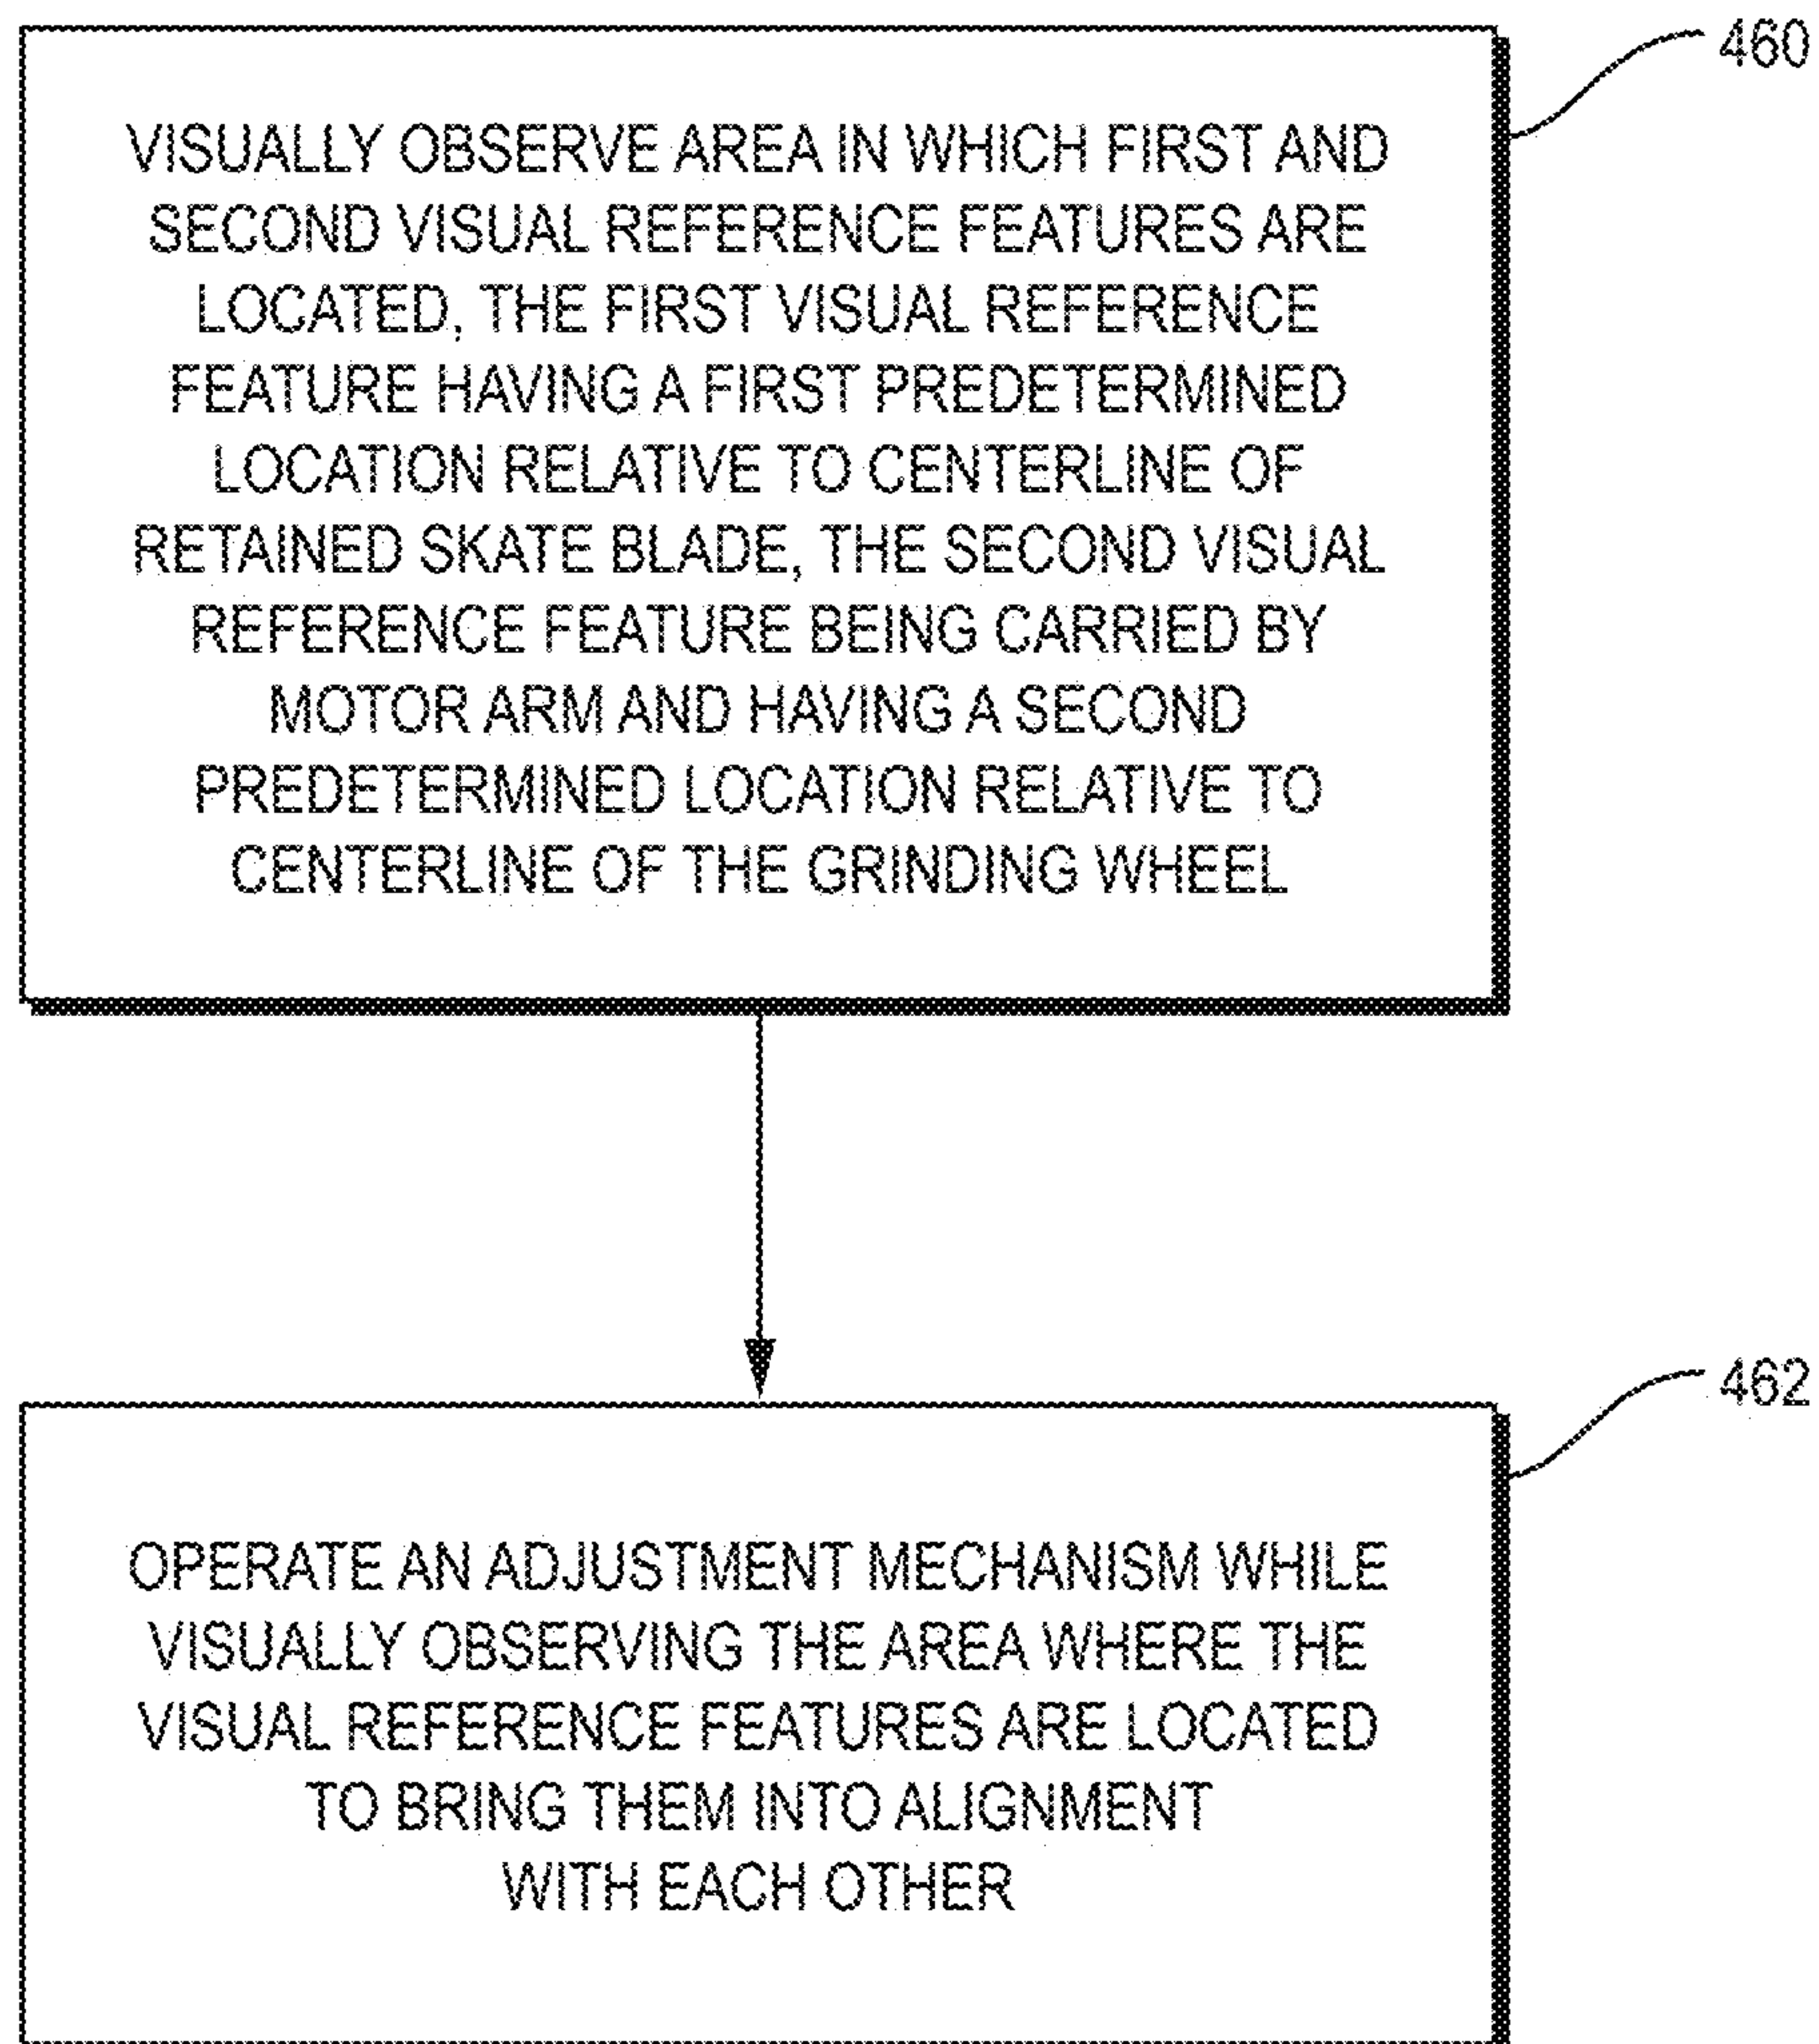 460
VISUALLY OBSERVE AREA IN WHICH FIRST AND
SECOND VISUAL REFERENCE FEATURES ARE
LOCATED, THE FIRST VISUAL REFERENCE
FEATURE HAVING A FIRST PREDETERMINED
LOCATION RELATIVE TO CENTERLINE OF
RETAINED SKATE BLADE, THE SECOND VISUAL
REFERENCE FEATURE BEING CARRIED BY
MOTOR ARM AND HAVING A SECOND
PREDETERMINED LOCATION RELATIVE TO
CENTERLINE OF THE GRINDING WHEEL
462
OPERATE AN ADJUSTMENT MECHANISM WHILE
VISUALLY OBSERVING THE AREA WHERE THE
VISUAL REFERENCE FEATURES ARE LOCATED
TO BRING THEM INTO ALIGNMENT
WITH EACH OTHER